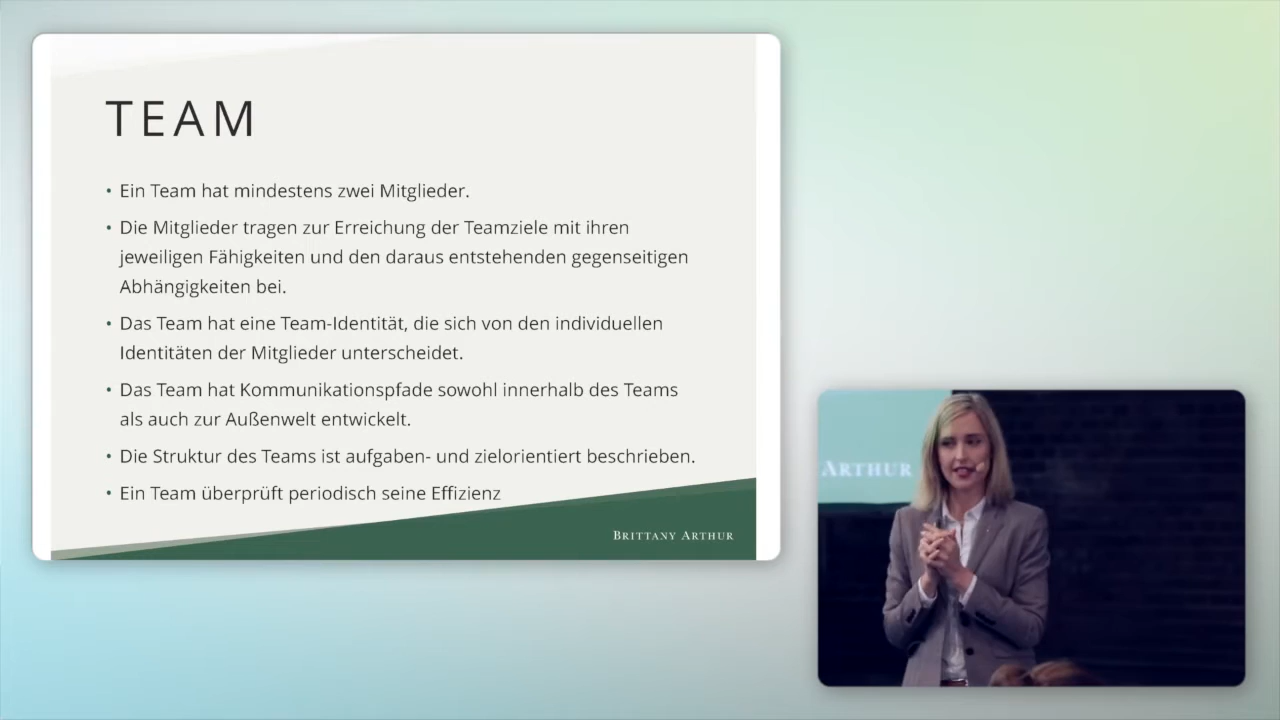 TEAM
• Ein Team hat mindestens zwei Mitglieder.
• Die Mitglieder tragen zur Erreichung der Teamziele mit ihren
jeweiligen Fähigkeiten und den daraus entstehenden gegenseitigen
Abhängigkeiten bei.
• Das Team hat eine Team-Identität, die sich von den individuellen
Identitäten der Mitglieder unterscheidet.
• Das Team hat Kommunikationspfade sowohl innerhalb des Teams
als auch zur Außenwelt entwickelt.
• Die Struktur des Teams ist aufgaben- und zielorientiert beschrieben.
• Ein Team überprüft periodisch seine Effizienz
BRITTANY ARTHUR
ARTHUR